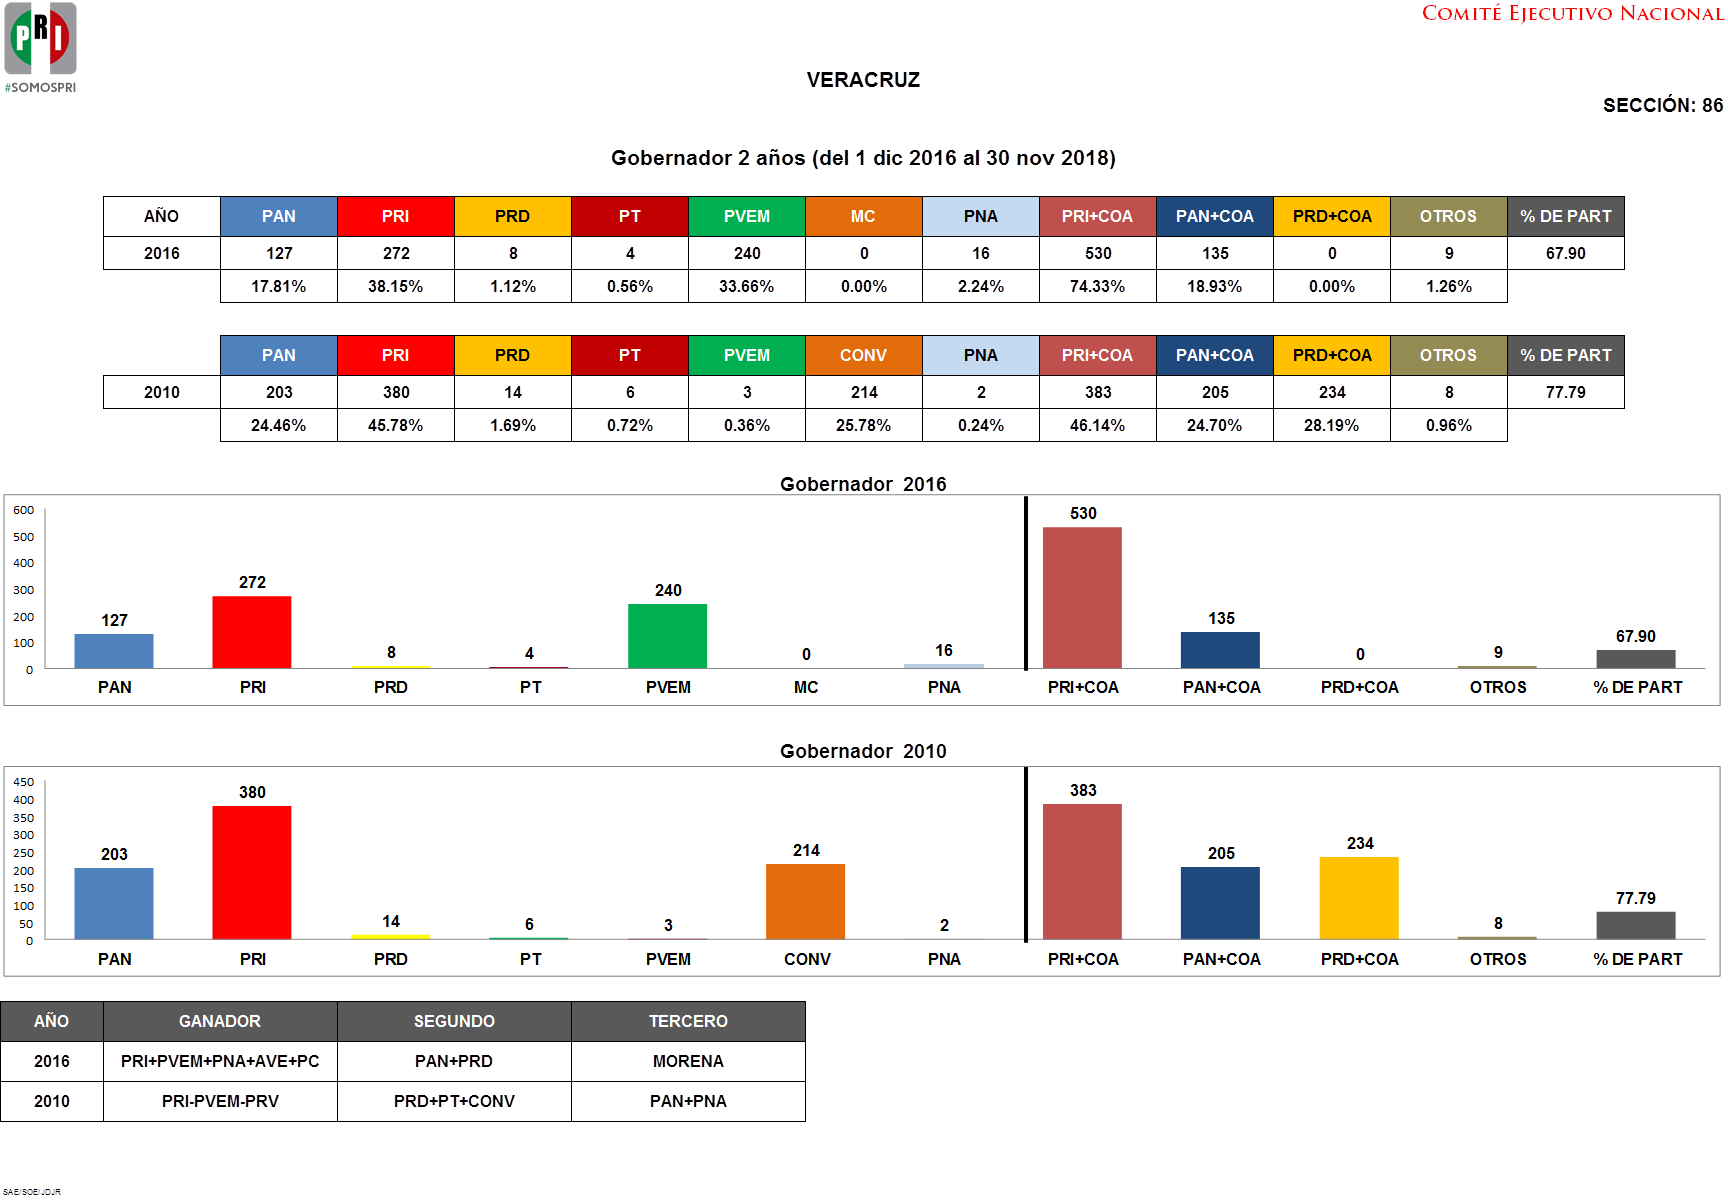 PRI
#SOMOSPRI
COMITÉ EJECUTIVO NACIONAL
VERACRUZ
SECCIÓN: 86
Gobernador 2 años (del 1 dic 2016 al 30 nov 2018)
AÑO PAN PRI PRD PT PVEM MC PNA PRI+COA PAN+COA PRD+COA OTROS % DE PART
2016 127 272 8 4 240 0 16 530 135 0 9 67.90
17.81% 38.15% 1.12% 0.56% 33.66% 0.00% 2.24% 74.33% 18.93% 0.00% 1.26%
PAN PRI PRD PT PVEM CONV PNA PRI+COA PAN+COA PRD+COA OTROS % DE PART
2010 203 380 14 6 3 214 2 383 205 234 8 77.79
24.46% 45.78% 1.69% 0.72% 0.36% 25.78% 0.24% 46.14% 24.70% 28.19% 0.96%
Gobernador 2016
600
500
400
300
200
100
0
127 272 8 4 240 0 16 530 135 0 9 67.90
PAN PRI PRD PT PVEM MC PNA PRI+COA PAN+COA PRD+COA OTROS % DE PART
Gobernador 2010
450
400
350
300
250
200
150
100
50
0
203 380 14 6 3 214 2 383 205 234 8 77.79
PAN PRI PRD PT PVEM CONV PNA PRI+COA PAN+COA PRD+COA OTROS % DE PART
AÑO GANADOR SEGUNDO TERCERO
2016 PRI+PVEM+PNA+AVE+PC PAN+PRD MORENA
2010 PRI-PVEM-PRV PRD+PT+CONV PAN+PNA
SAE/SOE/JDJR